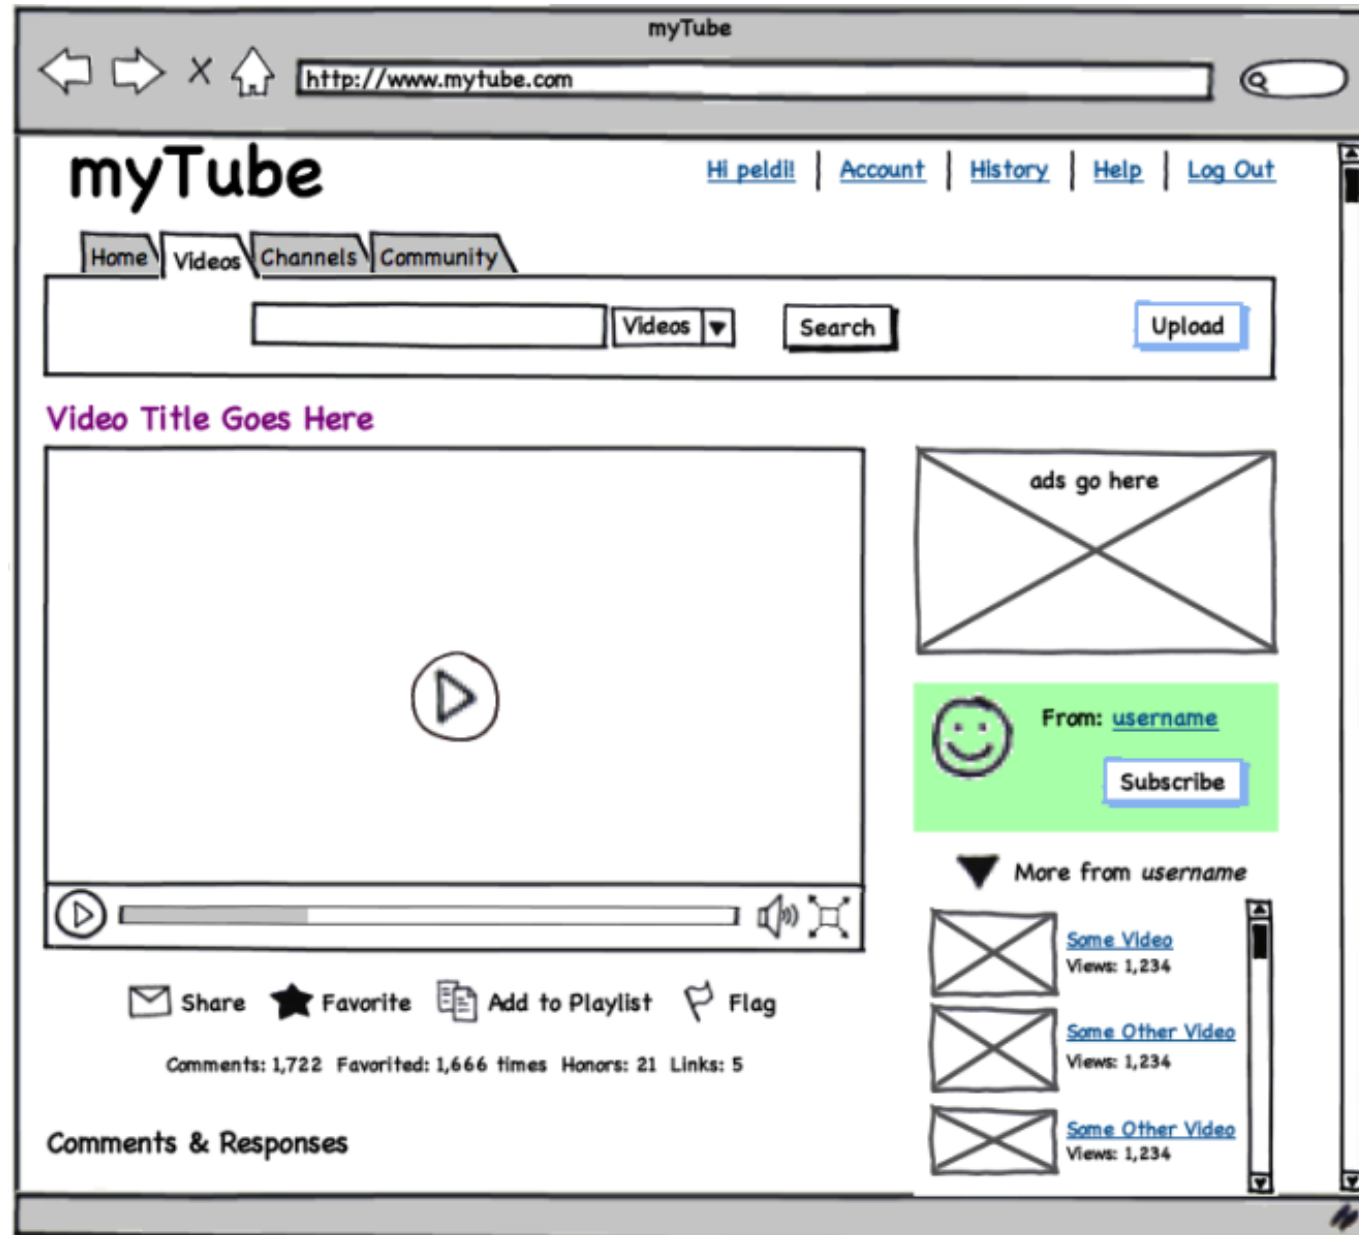 myTube
http://www.mytube.com
myTube
Hi peldi! Account History Help Log Out
Home Videos Channels Community
Videos Search Upload
Video Title Goes Here
ads go here
From: username
Subscribe
More from username
Some Video
Views: 1,234
Some Other Video
Views: 1,234
Some Other Video
Views: 1,234
Share Favorite Add to Playlist Flag
Comments: 1,722 Favorited: 1,666 times Honors: 21 Links: 5
Comments & Responses